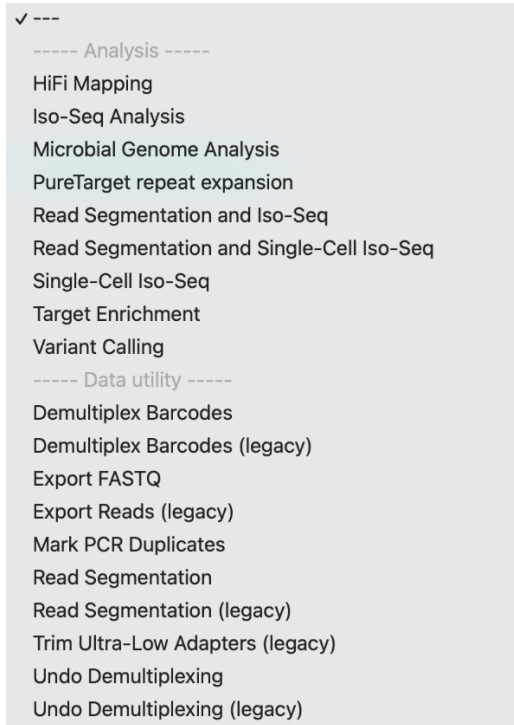 ✓ ---
----- Analysis -----
HiFi Mapping
Iso-Seq Analysis
Microbial Genome Analysis
PureTarget repeat expansion
Read Segmentation and Iso-Seq
Read Segmentation and Single-Cell Iso-Seq
Single-Cell Iso-Seq
Target Enrichment
Variant Calling
----- Data utility -----
Demultiplex Barcodes
Demultiplex Barcodes (legacy)
Export FASTQ
Export Reads (legacy)
Mark PCR Duplicates
Read Segmentation
Read Segmentation (legacy)
Trim Ultra-Low Adapters (legacy)
Undo Demultiplexing
Undo Demultiplexing (legacy)